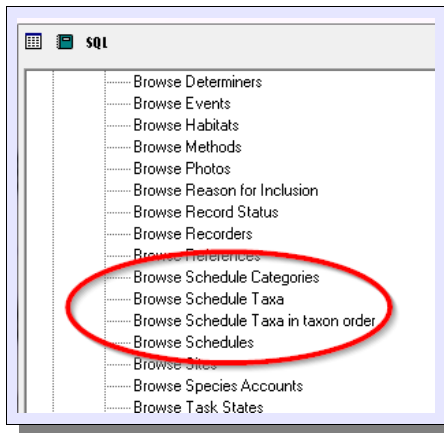 SQL
Browse Determiners
Browse Events
Browse Habitats
Browse Methods
Browse Photos
Browse Reason for Inclusion
Browse Record Status
Browse Recorders
Browse References
Browse Schedule Categories
Browse Schedule Taxa
Browse Schedule Taxa in taxon order
Browse Schedules
Browse Sites
Browse Species Accounts
Browse Task States